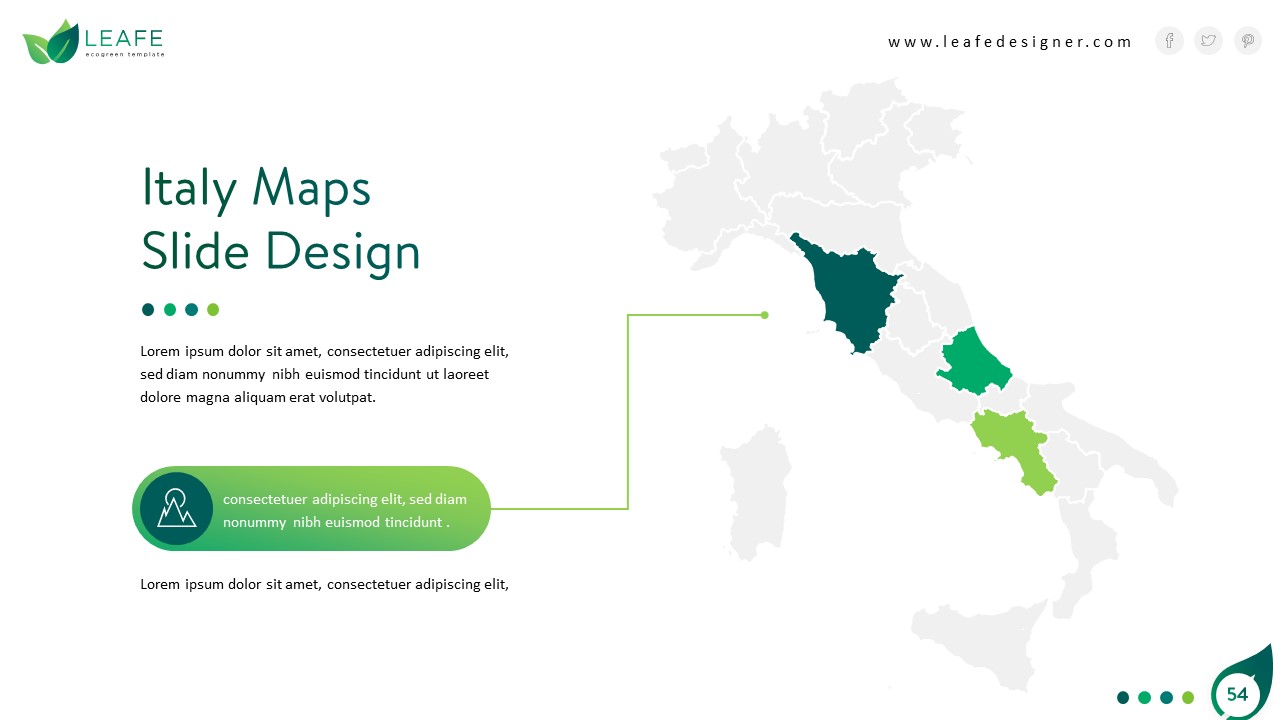 LEAFE
ecogreen template
www.leafedesigner.com
Italy Maps
Slide Design
Lorem ipsum dolor sit amet, consectetuer adipiscing elit,
sed diam nonummy nibh euismod tincidunt ut laoreet
dolore magna aliquam erat volutpat.
consectetuer adipiscing elit, sed diam
nonummy nibh euismod tincidunt .
Lorem ipsum dolor sit amet, consectetuer adipiscing elit,
54